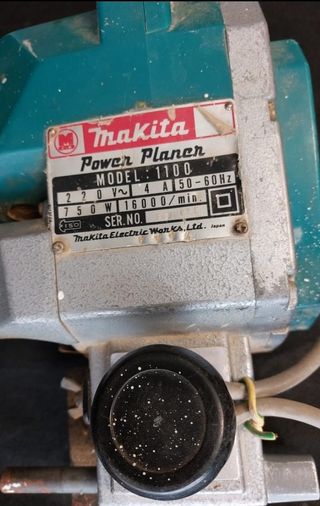 M makita
Power Planer
MODEL: 1100
220V~ 4A 50-60Hz
750W 16000/min.
SER.NO.
Makita Electric Works, Ltd. Japan